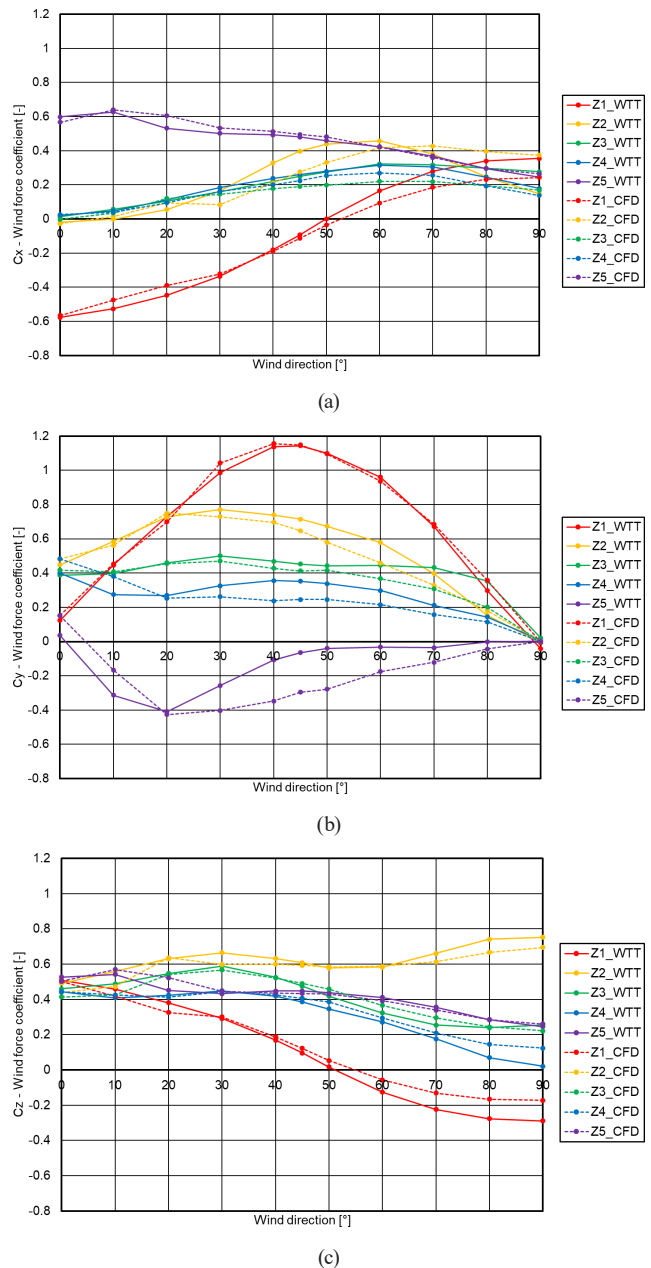 1.2
1
0.8
0.6
0.4
0.2
0
-0.2
-0.4
-0.6
-0.8
0 10 20 30 40 50 60 70 80 90
Cx - Wind force coefficient [-]
Wind direction [°]
Z1_WTT
Z2_WTT
Z3_WTT
Z4_WTT
Z5_WTT
Z1_CFD
Z2_CFD
Z3_CFD
Z4_CFD
Z5_CFD
(a)
1.2
1
0.8
0.6
0.4
0.2
0
-0.2
-0.4
-0.6
-0.8
0 10 20 30 40 50 60 70 80 90
Cy - Wind force coefficient [-]
Wind direction [°]
Z1_WTT
Z2_WTT
Z3_WTT
Z4_WTT
Z5_WTT
Z1_CFD
Z2_CFD
Z3_CFD
Z4_CFD
Z5_CFD
(b)
1.2
1
0.8
0.6
0.4
0.2
0
-0.2
-0.4
-0.6
-0.8
0 10 20 30 40 50 60 70 80 90
Cz - Wind force coefficient [-]
Wind direction [°]
Z1_WTT
Z2_WTT
Z3_WTT
Z4_WTT
Z5_WTT
Z1_CFD
Z2_CFD
Z3_CFD
Z4_CFD
Z5_CFD
(c)